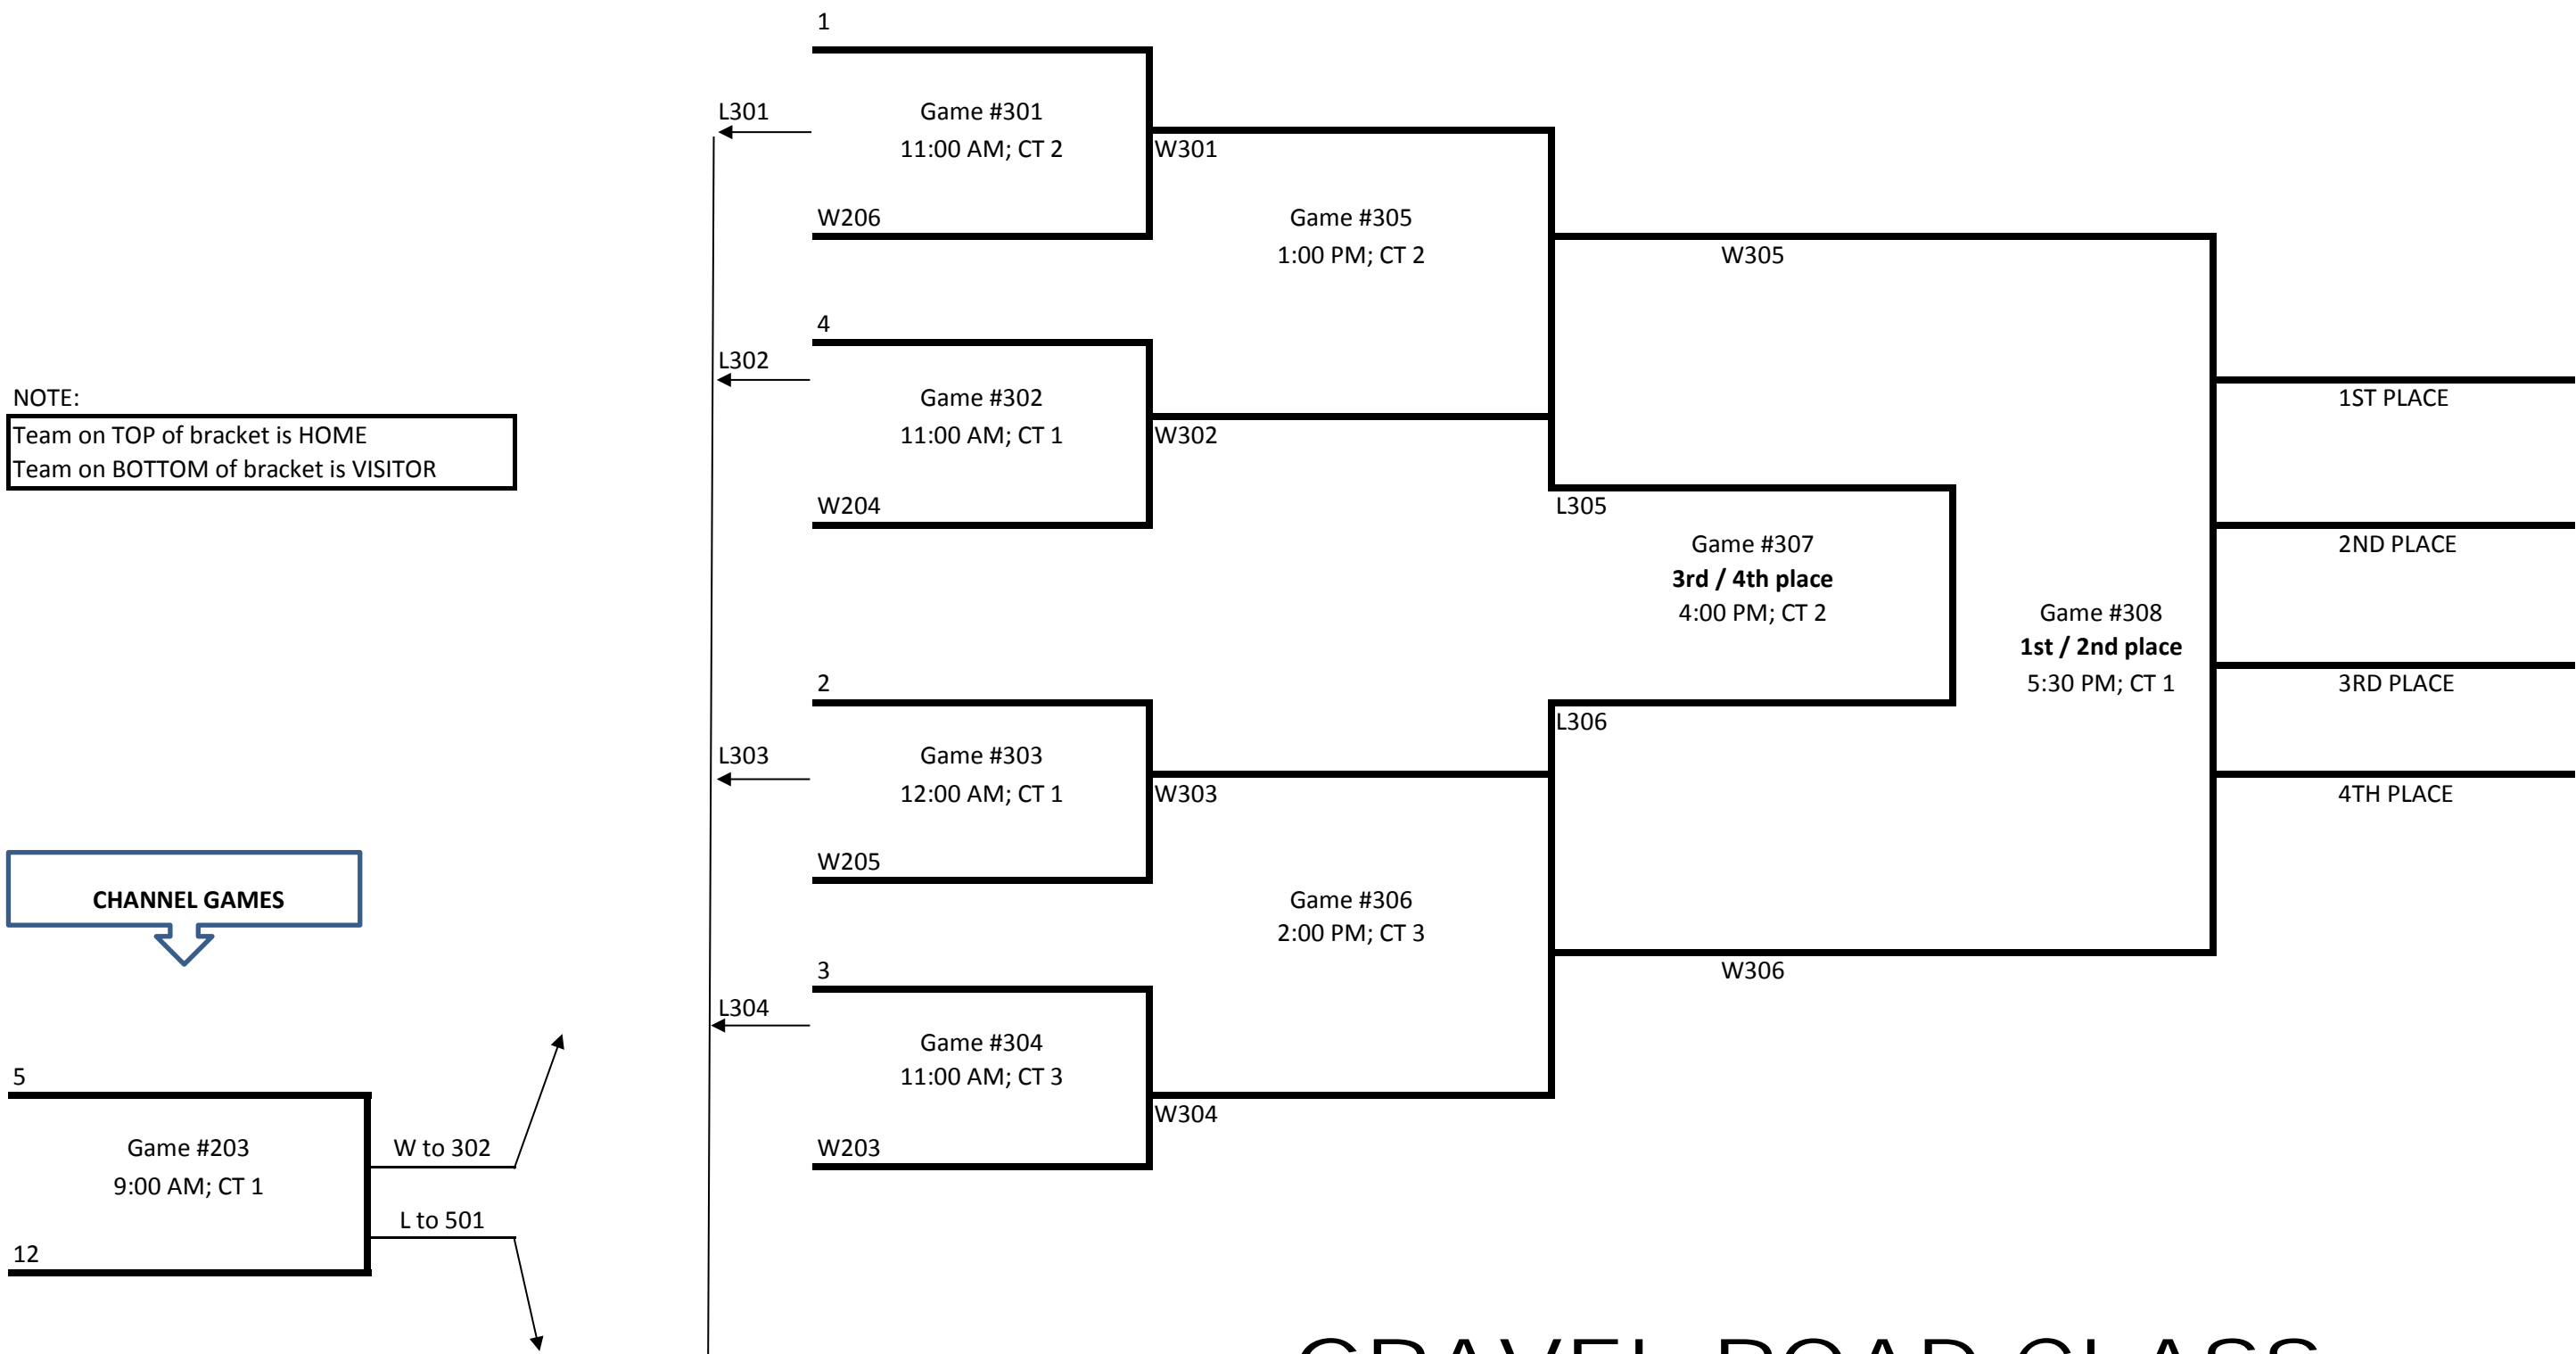 1
L301
Game #301
11:00 AM; CT 2
W301
W206
Game #305
1:00 PM; CT 2
W305
4
L302
Game #302
11:00 AM; CT 1
W302
W204
NOTE:
Team on TOP of bracket is HOME
Team on BOTTOM of bracket is VISITOR
1ST PLACE
L305
Game #307
3rd / 4th place
4:00 PM; CT 2
2ND PLACE
Game #308
1st / 2nd place
5:30 PM; CT 1
3RD PLACE
2
L306
L303
Game #303
12:00 AM; CT 1
W303
4TH PLACE
W205
CHANNEL GAMES
Game #306
2:00 PM; CT 3
3
W306
L304
Game #304
11:00 AM; CT 3
W304
W203
5
Game #203
9:00 AM; CT 1
W to 302
L to 501
12
GRAVEL ROAD CLASS